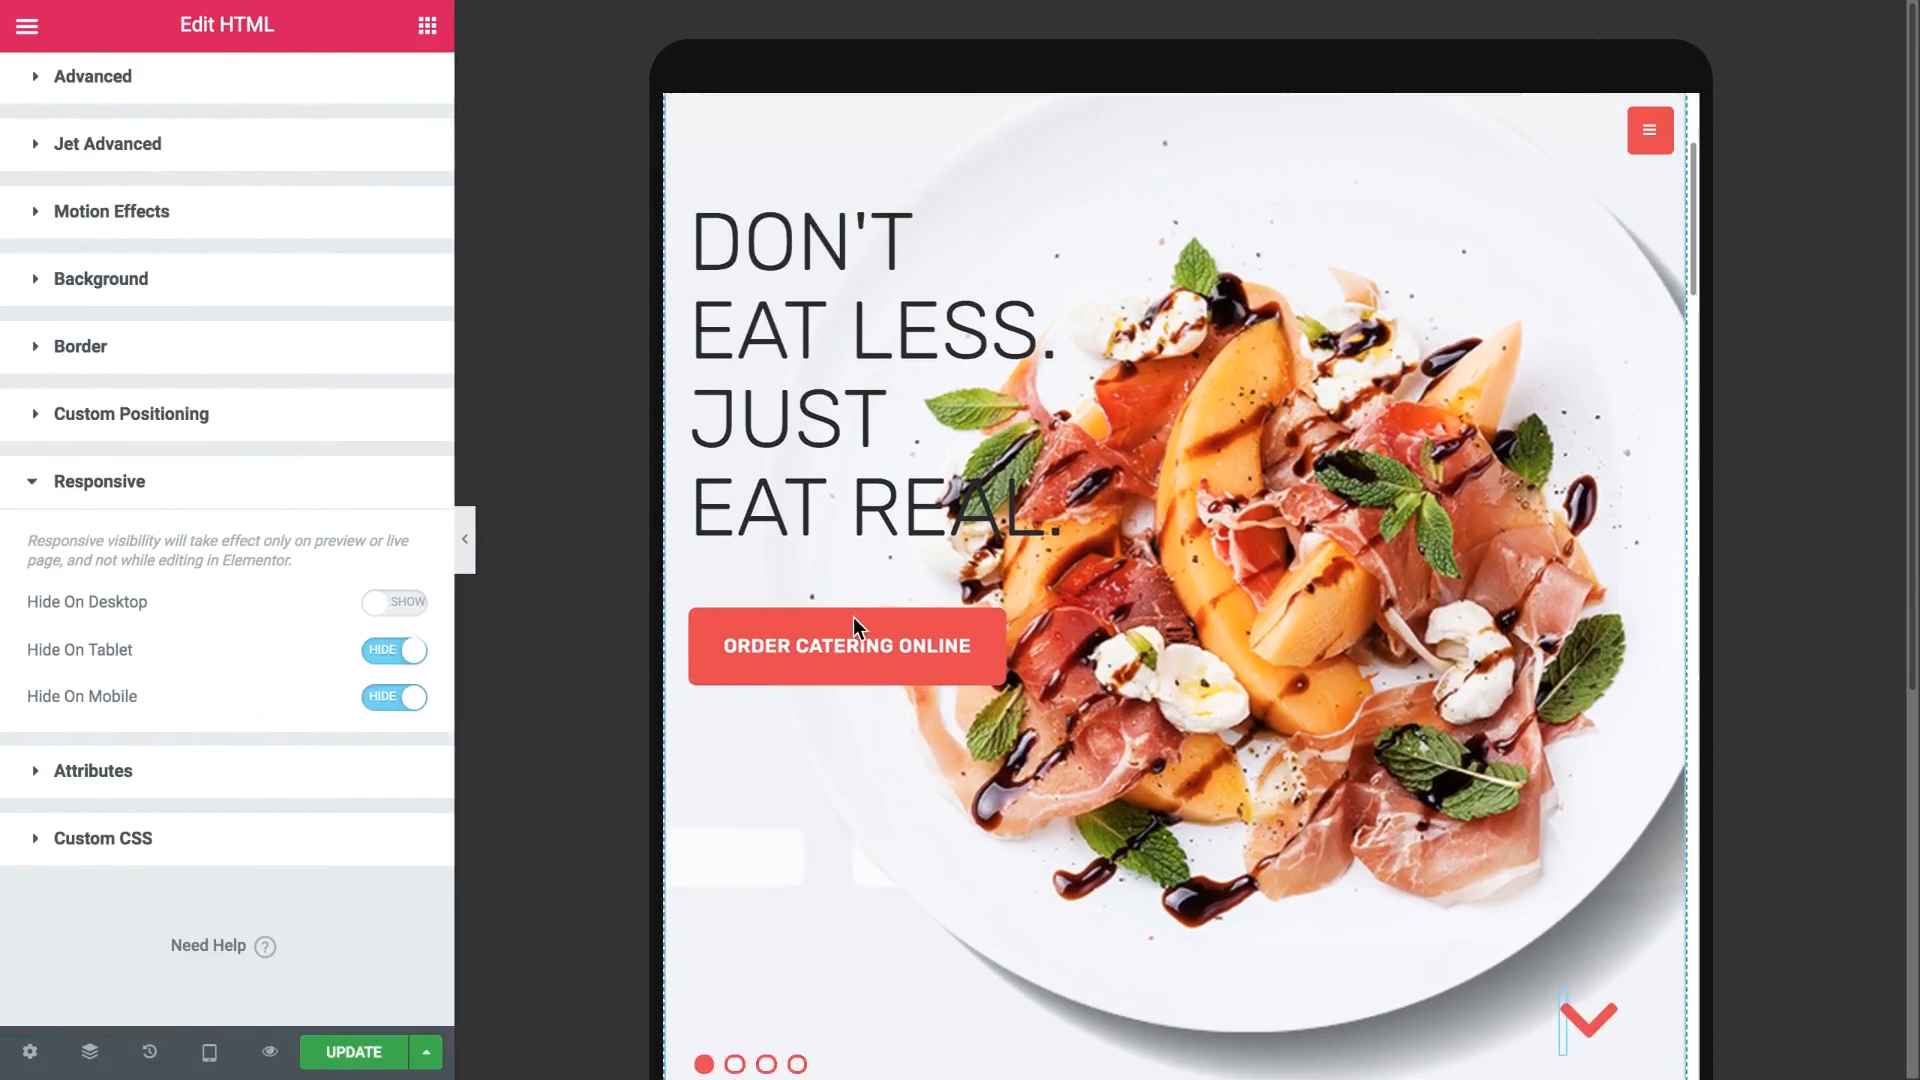 Edit HTML
Advanced
Jet Advanced
Motion Effects
Background
Border
Custom Positioning
Responsive
Responsive visibility will take effect only on preview or live
page, and not while editing in Elementor.
Hide On Desktop SHOW
Hide On Tablet HIDE
Hide On Mobile HIDE
Attributes
Custom CSS
Need Help ?
UPDATE
DON'T
EAT LESS.
JUST
EAT REAL.
ORDER CATERING ONLINE